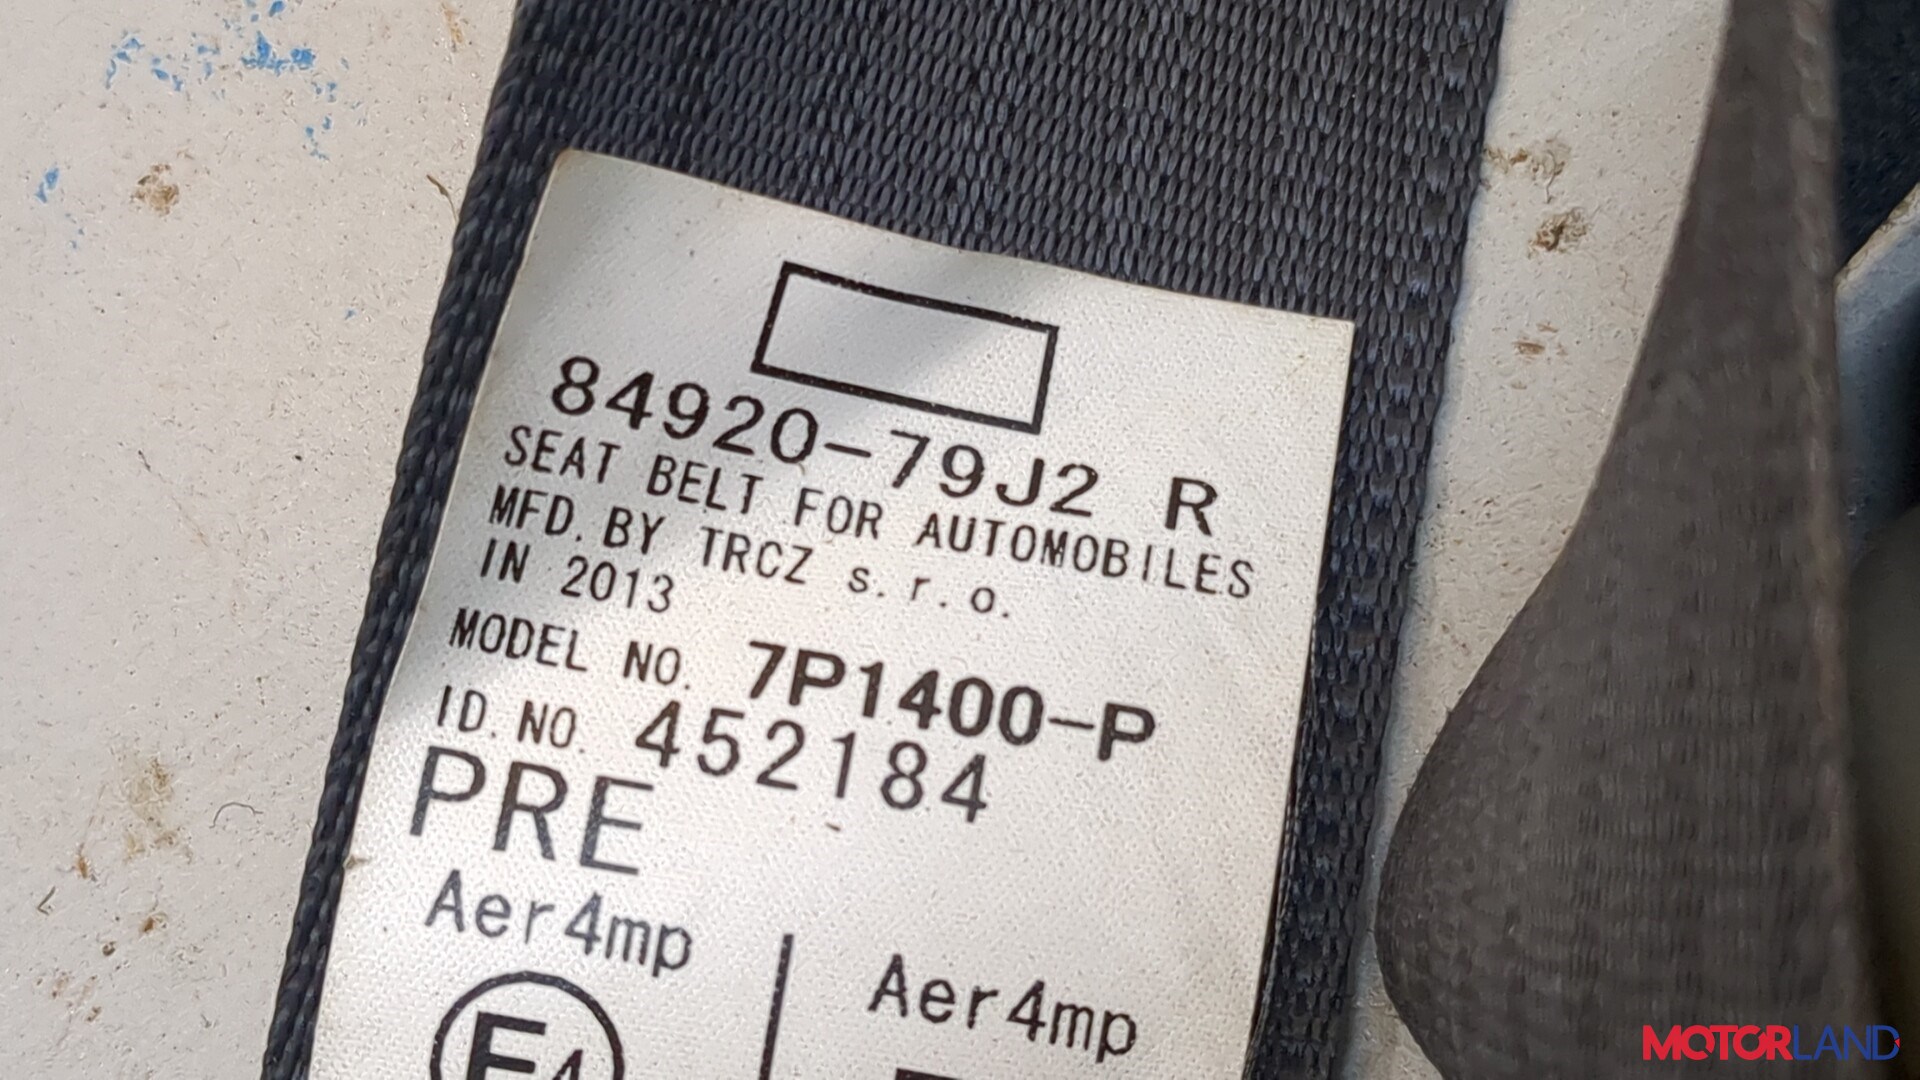 84920-79J2 R
SEAT BELT FOR AUTOMOBILES
MFD. BY TRCZ s.r.o.
IN 2013
MODEL NO. 7P1400-P
ID. NO. 452184
PRE
Aer4mp
Aer4mp
E4
MOTORLAND